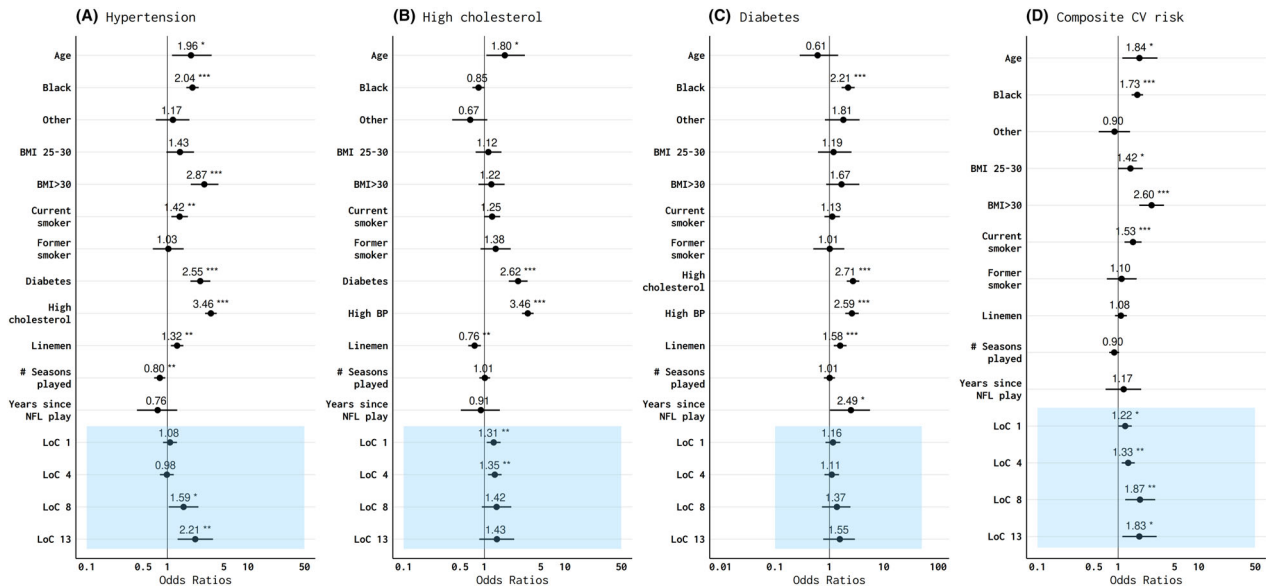 (A) Hypertension
Age
1.96 *
Black
2.04 ***
Other
1.17
BMI 25-30
1.43
BMI>30
2.87 ***
Current
smoker
1.42 **
Former
smoker
1.03
Diabetes
2.55 ***
High
cholesterol
3.46 ***
Linemen
1.32 **
# Seasons
played
0.80 **
Years since
NFL play
0.76
LoC 1
1.08
LoC 4
0.98
LoC 8
1.59 *
LoC 13
2.21 **
0.1 0.5 1 5 10 50
Odds Ratios
(B) High cholesterol
Age
1.80 *
Black
0.85
Other
0.67
BMI 25-30
1.12
BMI>30
1.22
Current
smoker
1.25
Former
smoker
1.38
Diabetes
2.62 ***
High BP
3.46 ***
Linemen
0.76 **
# Seasons
played
1.01
Years since
NFL play
0.91
LoC 1
1.31 **
LoC 4
1.35 **
LoC 8
1.42
LoC 13
1.43
0.1 0.5 1 5 10 50
Odds Ratios
(C) Diabetes
Age
0.61
Black
2.21 ***
Other
1.81
BMI 25-30
1.19
BMI>30
1.67
Current
smoker
1.13
Former
smoker
1.01
High
cholesterol
2.71 ***
High BP
2.59 ***
Linemen
1.58 ***
# Seasons
played
1.01
Years since
NFL play
2.49 *
LoC 1
1.16
LoC 4
1.11
LoC 8
1.37
LoC 13
1.55
0.01 0.1 1 10 100
Odds Ratios
(D) Composite CV risk
Age
1.84 *
Black
1.73 ***
Other
0.90
BMI 25-30
1.42 *
BMI>30
2.60 ***
Current
smoker
1.53 ***
Former
smoker
1.10
Linemen
1.08
# Seasons
played
0.90
Years since
NFL play
1.17
LoC 1
1.22 *
LoC 4
1.33 **
LoC 8
1.87 **
LoC 13
1.83 *
0.1 0.5 1 5 10 50
Odds Ratios